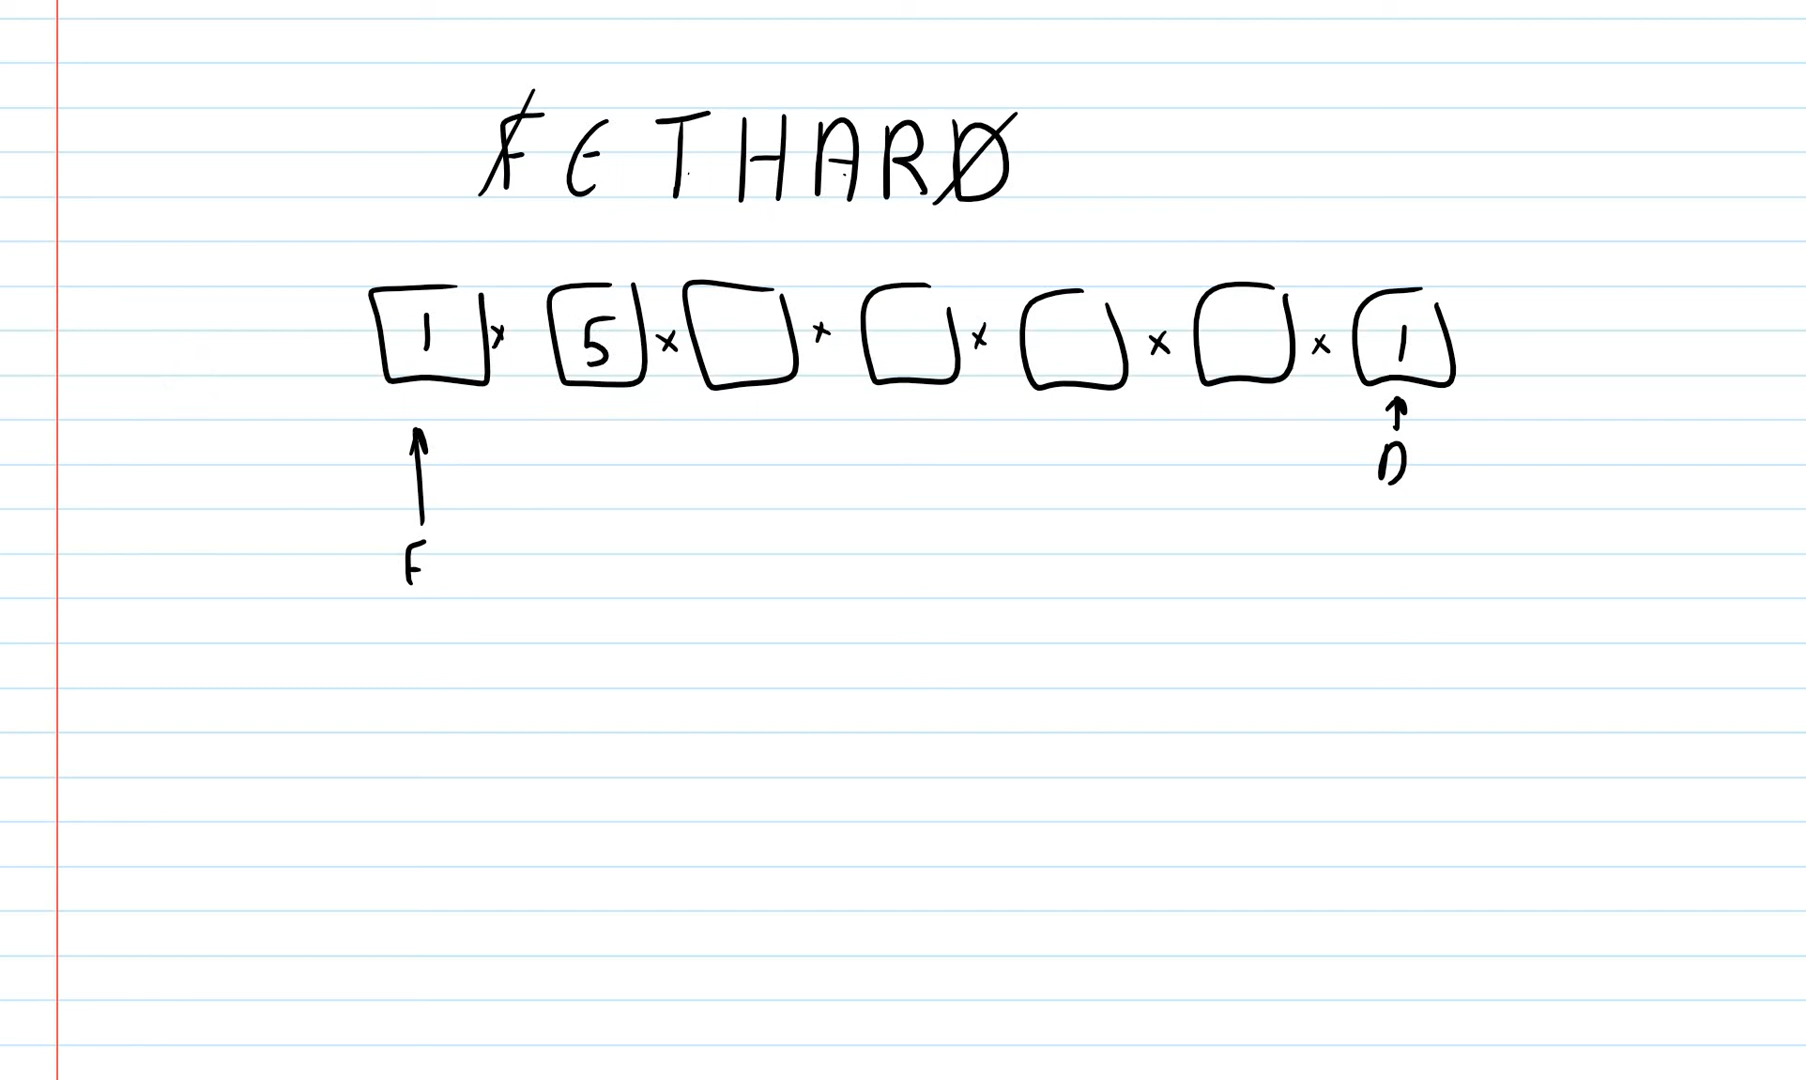 FETHARD
1 × 5 × × × × × 1
D
F